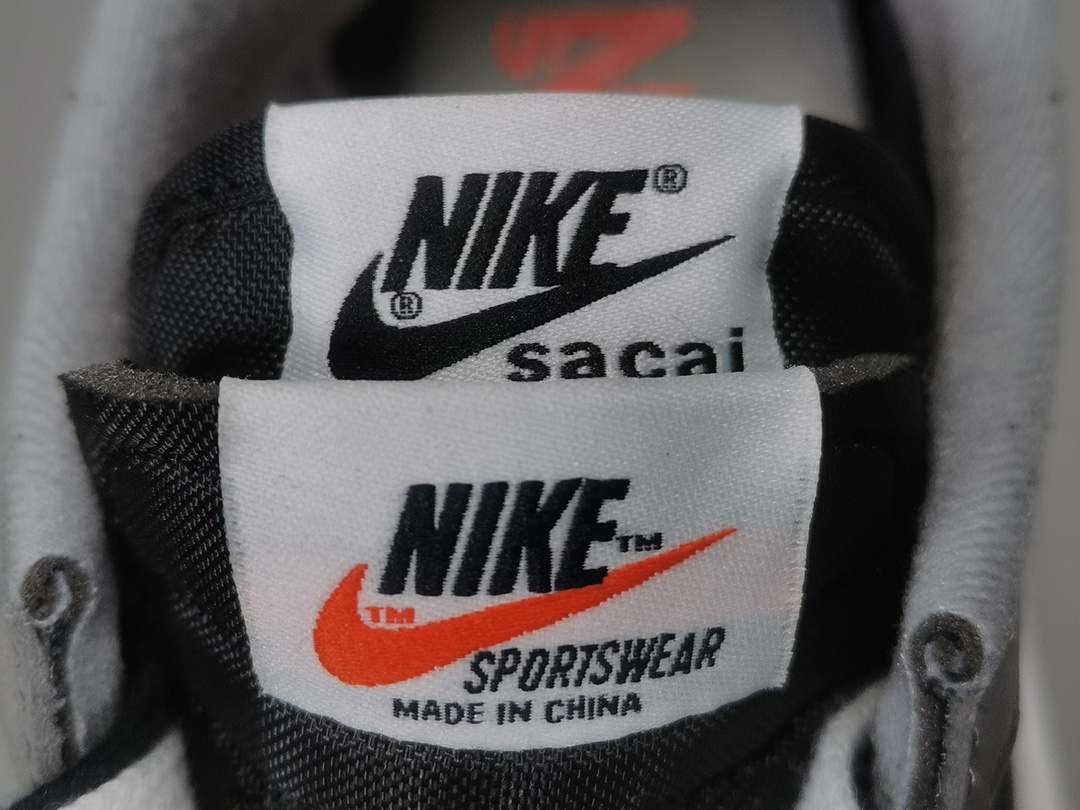 NIKE®
®
sacai
NIKE™
™
SPORTSWEAR
MADE IN CHINA